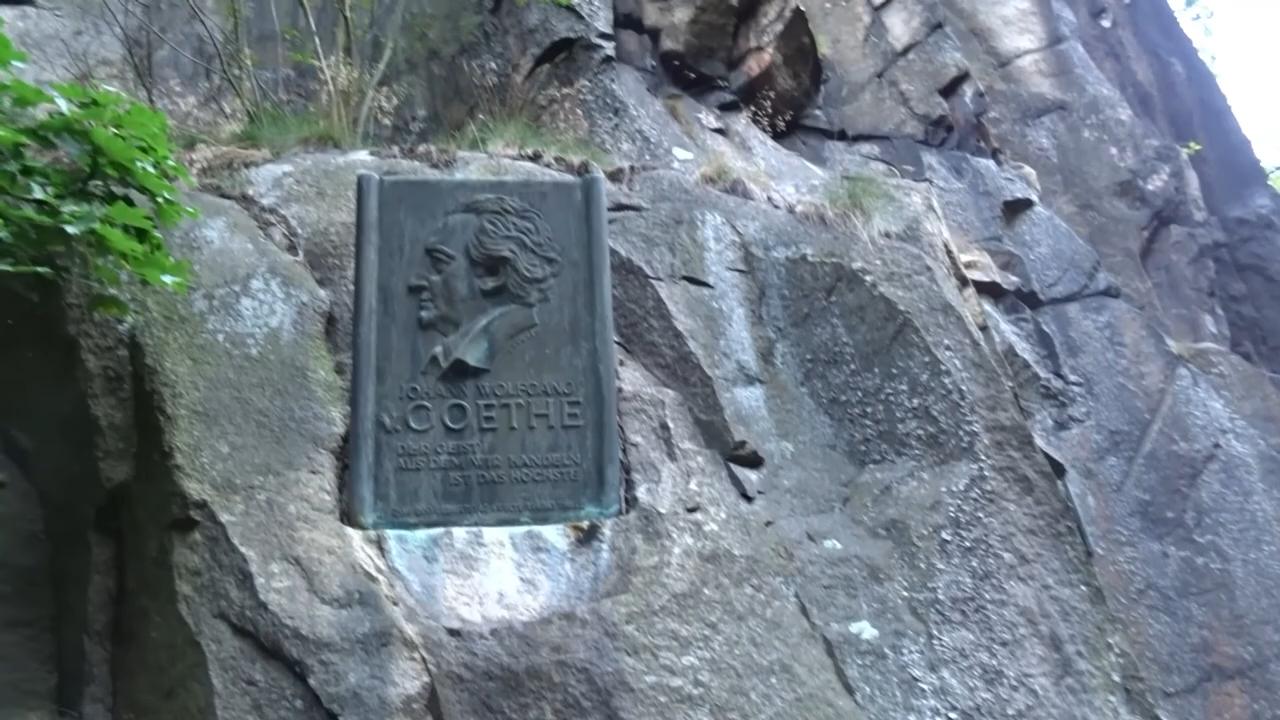 JOHANN WOLFGANG
v. GOETHE
DER GEIST
AUS DEM WIR HANDELN
IST DAS HÖCHSTE